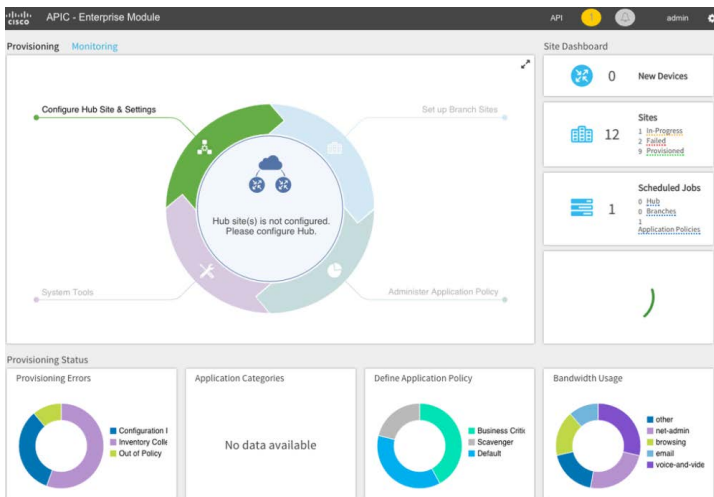 CISCO
APIC - Enterprise Module
API
admin
Provisioning
Monitoring
Site Dashboard
Configure Hub Site & Settings
Set up Branch Sites
Hub site(s) is not configured.
Please configure Hub.
System Tools
Administer Application Policy
0
New Devices
12
Sites
1 In-Progress
2 Failed
9 Provisioned
1
Scheduled Jobs
0 Hub
0 Branches
1
Application Policies
Provisioning Status
Provisioning Errors
Configuration
Inventory Colle
Out of Policy
Application Categories
No data available
Define Application Policy
Business Critic
Scavenger
Default
Bandwidth Usage
other
net-admin
browsing
email
voice-and-vide